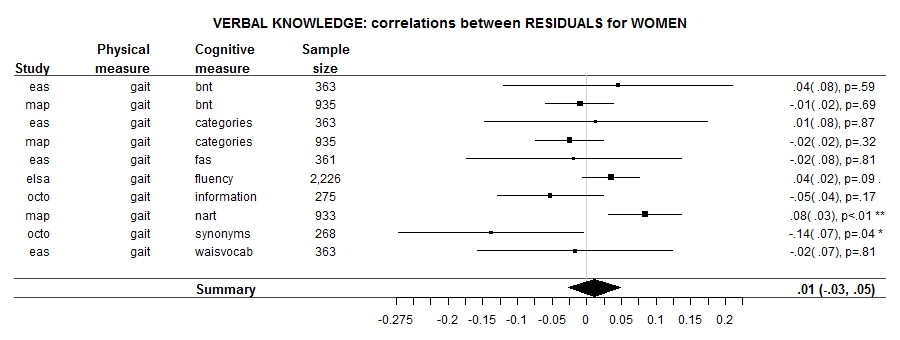 VERBAL KNOWLEDGE: correlations between RESIDUALS for WOMEN
Physical Cognitive Sample
Study measure measure size
eas gait bnt 363 .04( .08), p=.59
map gait bnt 935 -.01( .02), p=.69
eas gait categories 363 .01( .08), p=.87
map gait categories 935 -.02( .02), p=.32
eas gait fas 361 -.02( .08), p=.81
elsa gait fluency 2,226 .04( .02), p=.09 .
octo gait information 275 -.05( .04), p=.17
map gait nart 933 .08( .03), p<.01 **
octo gait synonyms 268 -.14( .07), p=.04 *
eas gait waisvocab 363 -.02( .07), p=.81
Summary .01 (-.03, .05)
-0.275 -0.2 -0.15 -0.1 -0.05 0 0.05 0.1 0.15 0.2